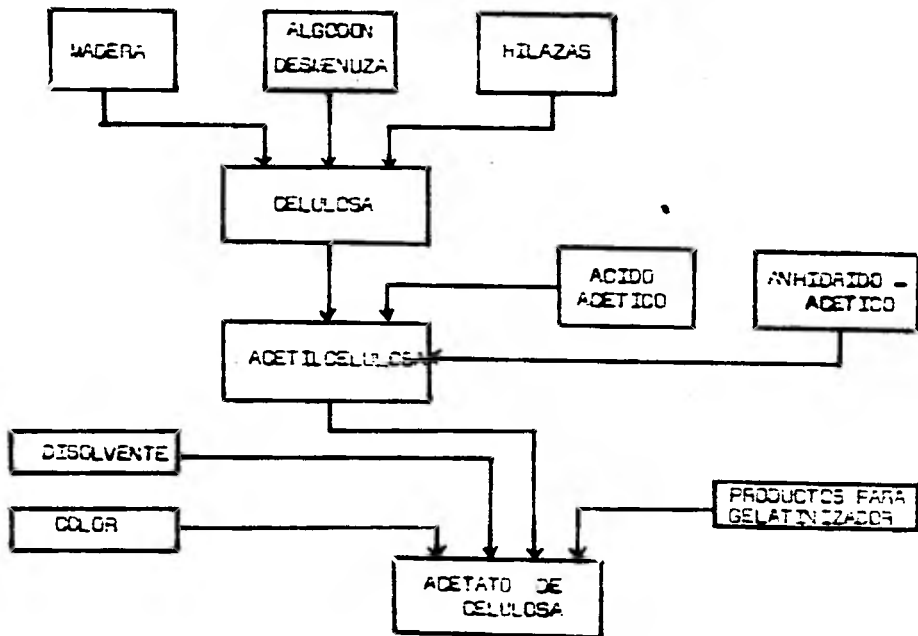 MADERA
ALGODON
DESMENUZA
HILAZAS
CELULOSA
ACIDO
ACETICO
ANHIDRIDO -
ACETICO
ACETILCELULOSA
DISOLVENTE
COLOR
PRODUCTOS PARA
GELATINIZADOR
ACETATO DE
CELULOSA